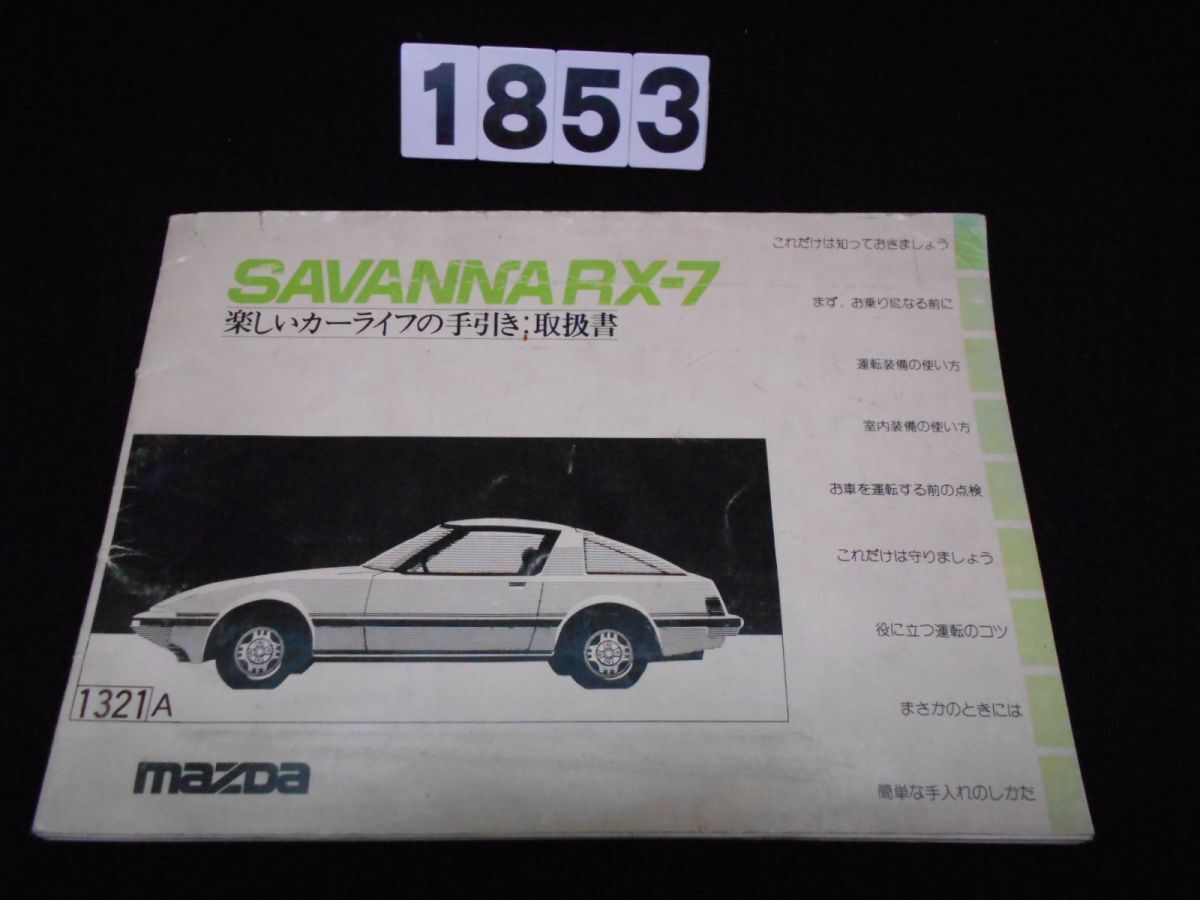 1853
SAVANNA RX-7
楽しいカーライフの手引き;取扱書
これだけは知っておきましょう
まず、お乗りになる前に
運転装備の使い方
室内装備の使い方
お車を運転する前の点検
これだけは守りましょう
役に立つ運転のコツ
まさかのときには
簡単な手入れのしかた
1321A
mazda